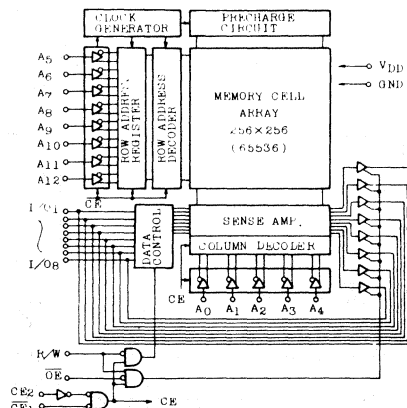 CLOCK
GENERATOR
PRECHARGE
CIRCUIT
A5
A6
A7
A8
A9
A10
A11
A12
CE
ROW ADDRESS
REGISTER
ROW ADDRESS
DECODER
MEMORY CELL
ARRAY
256×256
(65536)
VDD
GND
I/O1
I/O8
DATA
CONTROL
SENSE AMP.
COLUMN DECODER
CE
A0
A1
A2
A3
A4
R/W
OE
CE2
CE1
CE